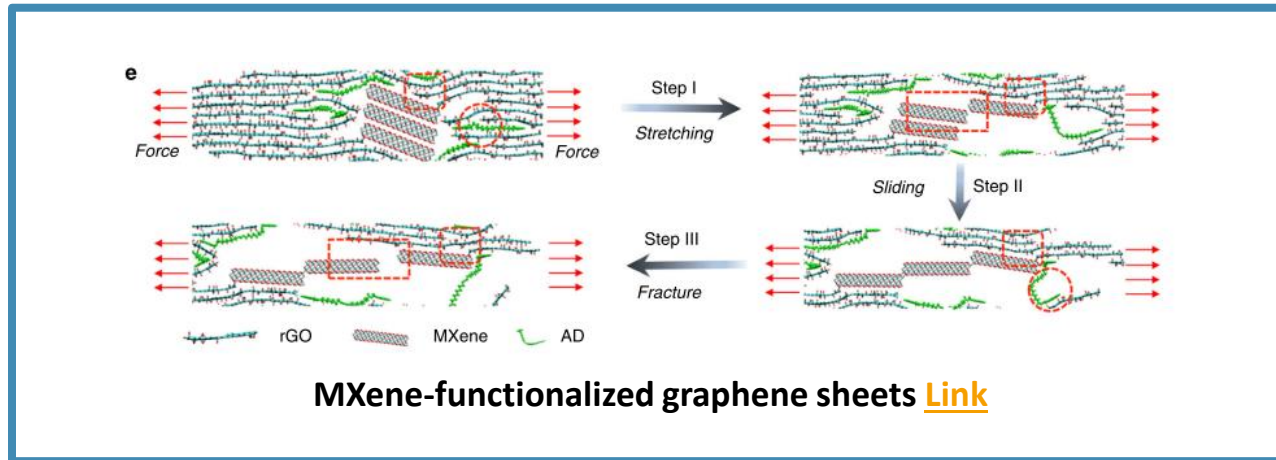 e
Force
Force
Step I
Stretching
Sliding
Step II
Step III
Fracture
rGO
MXene
AD
MXene-functionalized graphene sheets Link